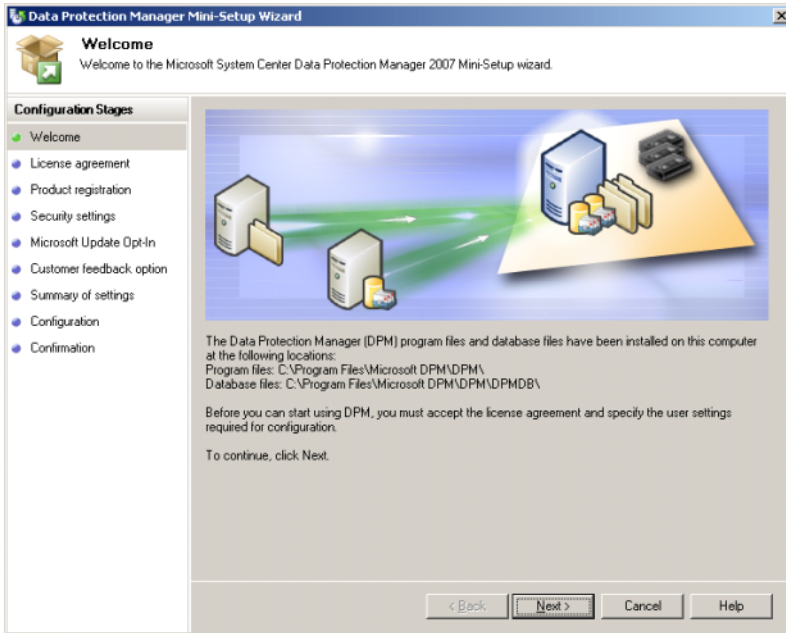 Data Protection Manager Mini-Setup Wizard
Welcome
Welcome to the Microsoft System Center Data Protection Manager 2007 Mini-Setup wizard.
Configuration Stages
Welcome
License agreement
Product registration
Security settings
Microsoft Update Opt-In
Customer feedback option
Summary of settings
Configuration
Confirmation
The Data Protection Manager (DPM) program files and database files have been installed on this computer
at the following locations:
Program files: C:\Program Files\Microsoft DPM\DPM\
Database files: C:\Program Files\Microsoft DPM\DPM\DPMDB\
Before you can start using DPM, you must accept the license agreement and specify the user settings
required for configuration.
To continue, click Next.
< Back
Next >
Cancel
Help